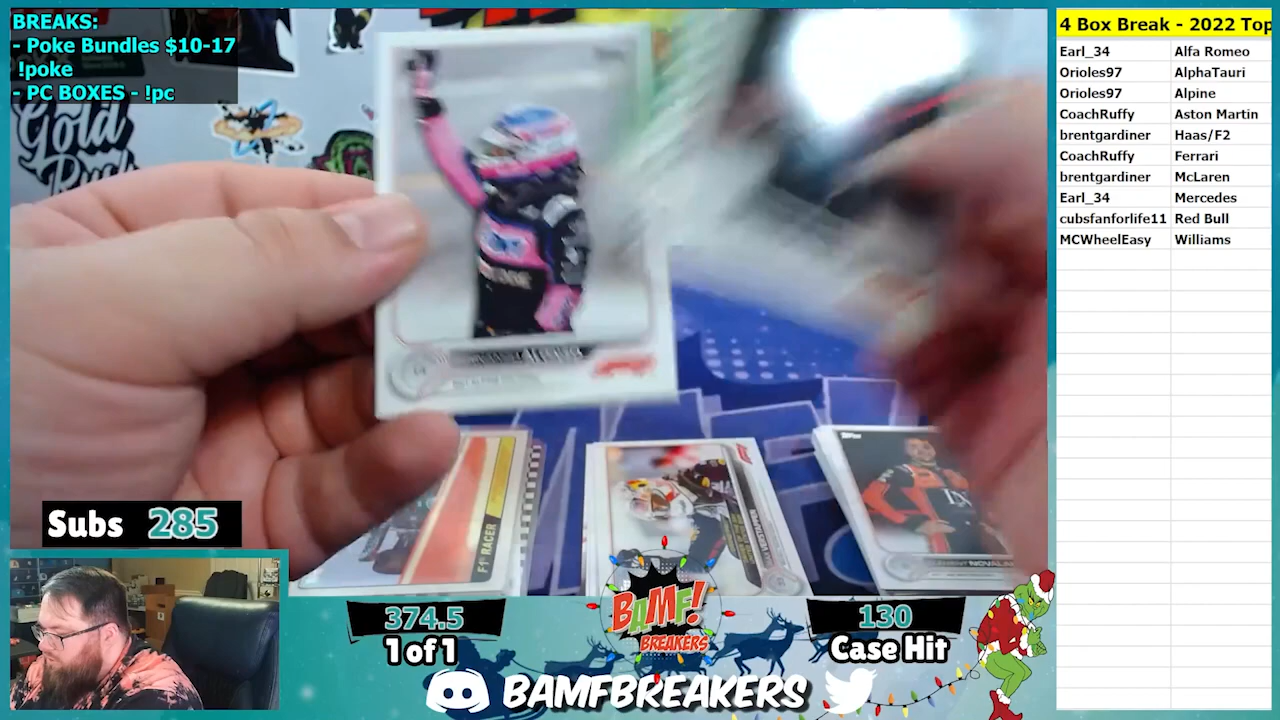 BREAKS:
- Poke Bundles $10-17
!poke
- PC BOXES - !pc
Gold
Rush
4 Box Break - 2022 Top
Earl_34 Alfa Romeo
Orioles97 AlphaTauri
Orioles97 Alpine
CoachRuffy Aston Martin
brentgardiner Haas/F2
CoachRuffy Ferrari
brentgardiner McLaren
Earl_34 Mercedes
cubsfanforlife11 Red Bull
MCWheelEasy Williams
F1 RACER
Subs 285
374.5
1 of 1
BAMF!
BREAKERS
130
Case Hit
BAMFBREAKERS